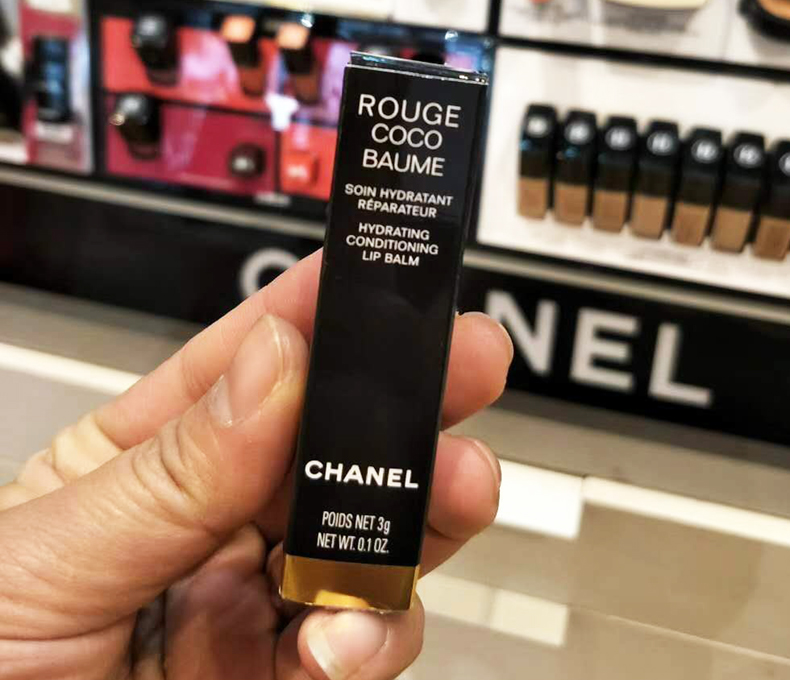 ROUGE
COCO
BAUME
SOIN HYDRATANT
RÉPARATEUR
HYDRATING
CONDITIONING
LIP BALM
CHANEL
POIDS NET 3g
NET WT. 0.1 OZ.
NEL